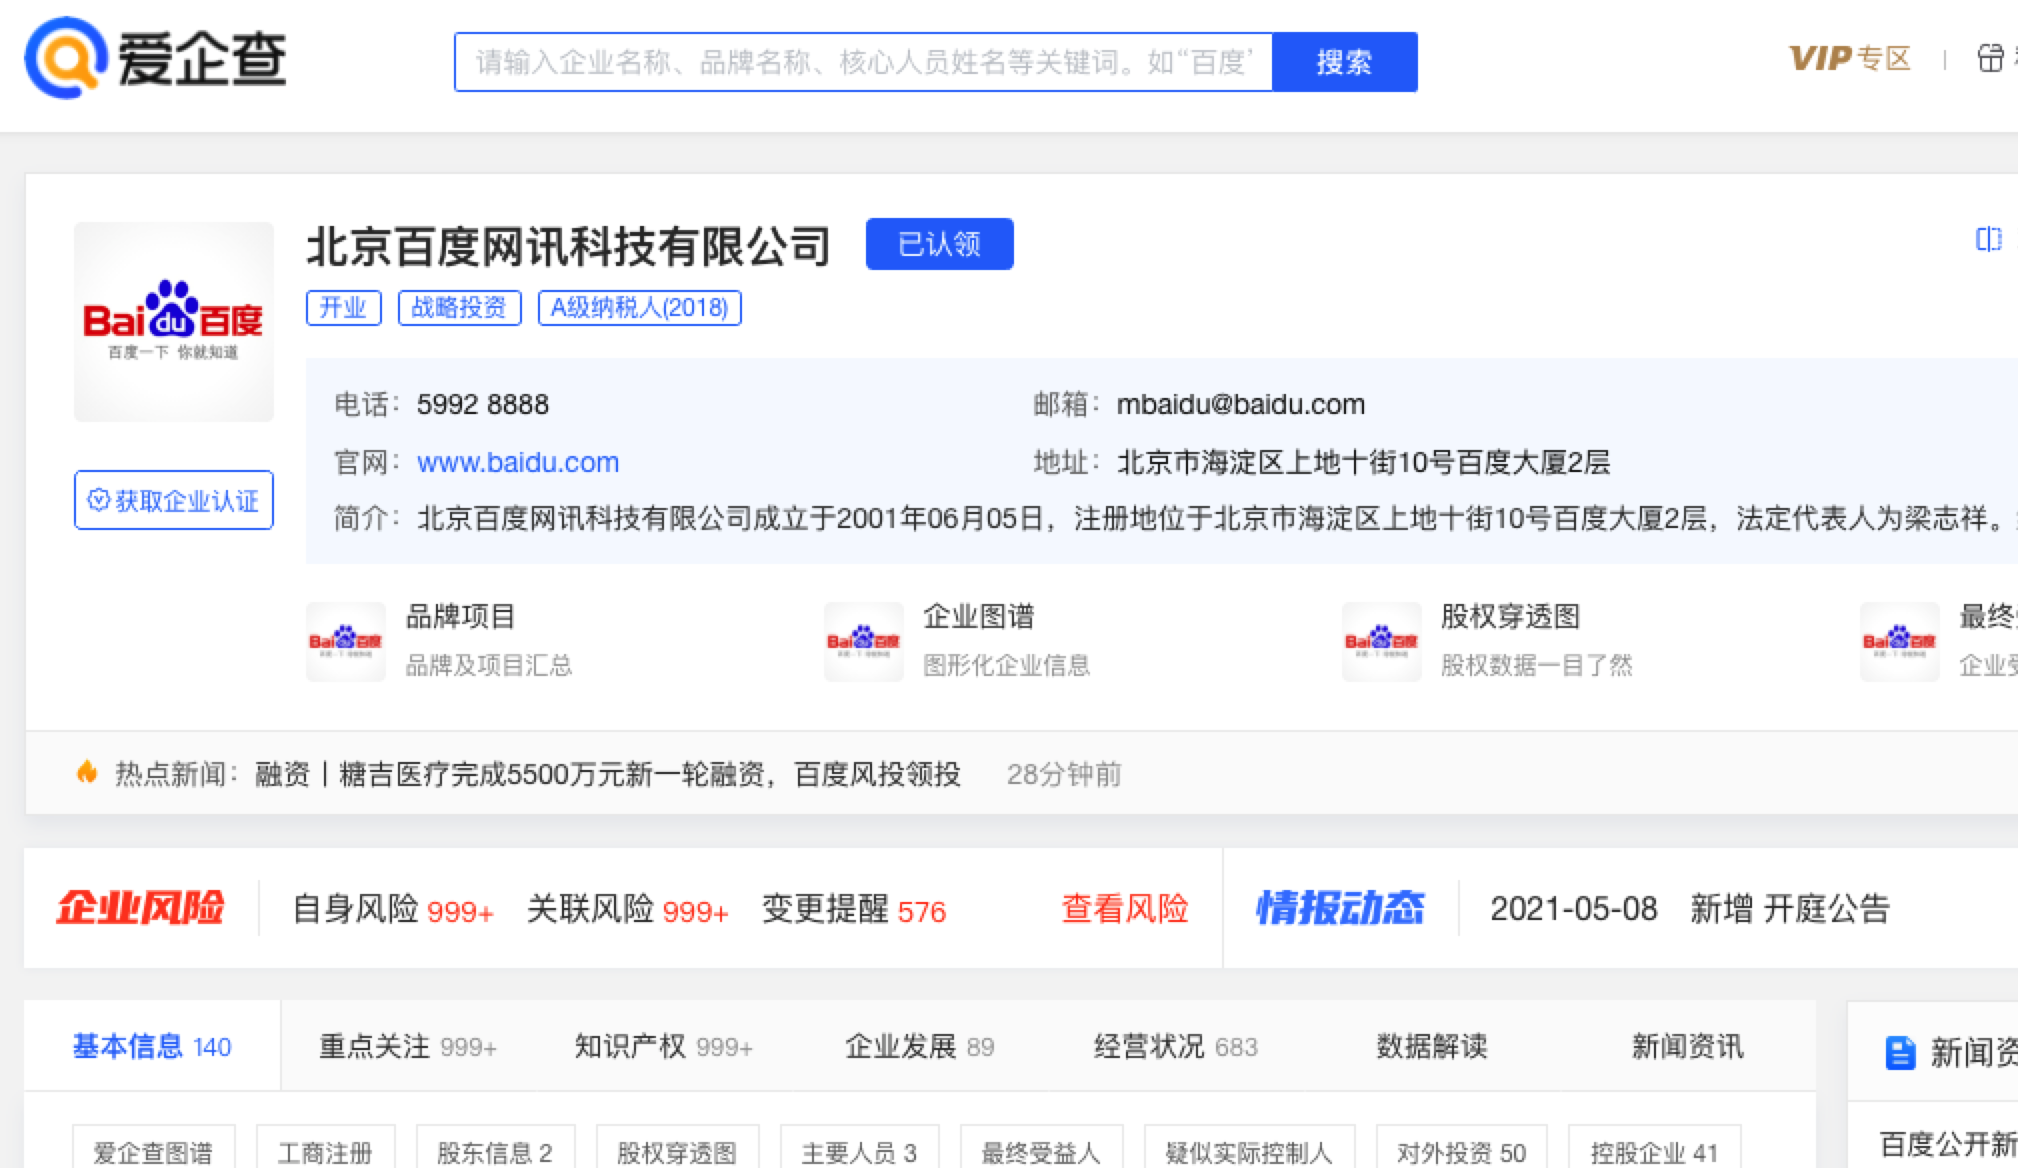 爱企查
请输入企业名称、品牌名称、核心人员姓名等关键词。如“百度”
搜索
VIP专区
北京百度网讯科技有限公司
已认领
Bai du 百度
百度一下 你就知道
开业
战略投资
A级纳税人(2018)
电话：5992 8888
邮箱：mbaidu@baidu.com
官网：www.baidu.com
地址：北京市海淀区上地十街10号百度大厦2层
简介：北京百度网讯科技有限公司成立于2001年06月05日，注册地位于北京市海淀区上地十街10号百度大厦2层，法定代表人为梁志祥。
获取企业认证
Bai du 百度
品牌项目
品牌及项目汇总
Bai du 百度
企业图谱
图形化企业信息
Bai du 百度
股权穿透图
股权数据一目了然
Bai du 百度
最终
企业
热点新闻：融资丨糖吉医疗完成5500万元新一轮融资，百度风投领投 28分钟前
企业风险
自身风险 999+
关联风险 999+
变更提醒 576
查看风险
情报动态
2021-05-08 新增 开庭公告
基本信息 140
重点关注 999+
知识产权 999+
企业发展 89
经营状况 683
数据解读
新闻资讯
新闻资
爱企查图谱
工商注册
股东信息 2
股权穿透图
主要人员 3
最终受益人
疑似实际控制人
对外投资 50
控股企业 41
百度公开新